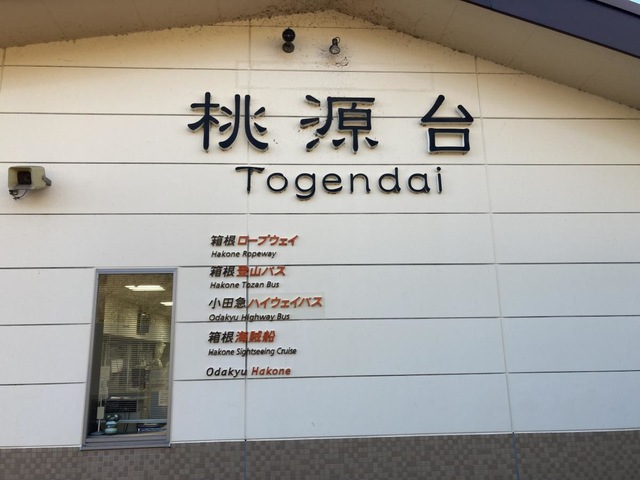 桃源台
Togendai
箱根ロープウェイ
Hakone Ropeway
箱根登山バス
Hakone Tozan Bus
小田急ハイウェイバス
Odakyu Highway Bus
箱根海賊船
Hakone Sightseeing Cruise
Odakyu Hakone